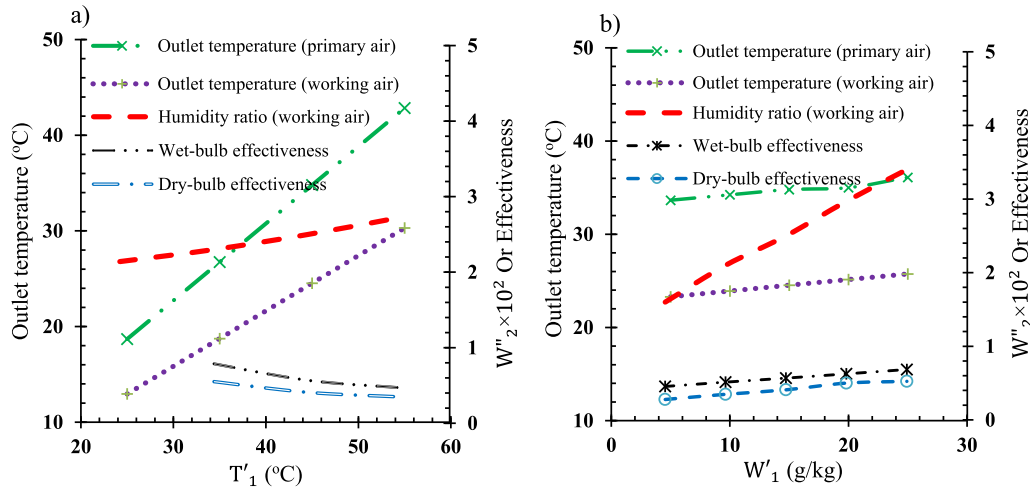 a)
50
40
30
20
10
Outlet temperature (ºC)
Outlet temperature (primary air)
Outlet temperature (working air)
Humidity ratio (working air)
Wet-bulb effectiveness
Dry-bulb effectiveness
5
4
3
2
1
0
W"₂×10² Or Effectiveness
20 30 40 50 60
T′₁ (ºC)
b)
50
40
30
20
10
Outlet temperature (ºC)
Outlet temperature (primary air)
Outlet temperature (working air)
Humidity ratio (working air)
Wet-bulb effectiveness
Dry-bulb effectiveness
5
4
3
2
1
0
W"₂×10² Or Effectiveness
0 10 20 30
W′₁ (g/kg)